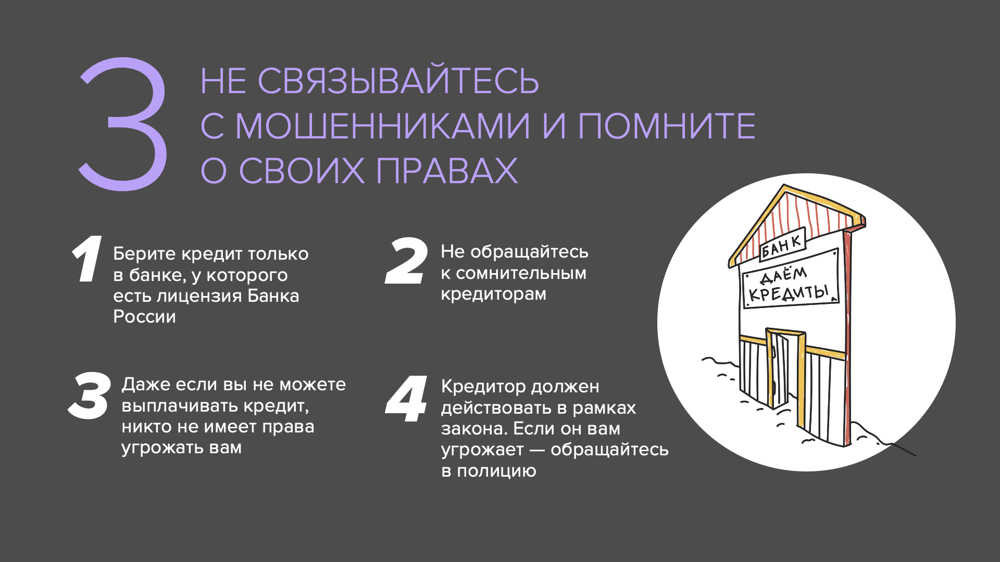 3
НЕ СВЯЗЫВАЙТЕСЬ
С МОШЕННИКАМИ И ПОМНИТЕ
О СВОИХ ПРАВАХ
1
Берите кредит только
в банке, у которого
есть лицензия Банка
России
2
Не обращайтесь
к сомнительным
кредиторам
3
Даже если вы не можете
выплачивать кредит,
никто не имеет права
угрожать вам
4
Кредитор должен
действовать в рамках
закона. Если он вам
угрожает — обращайтесь
в полицию
БАНК
ДАЁМ
КРЕДИТЫ